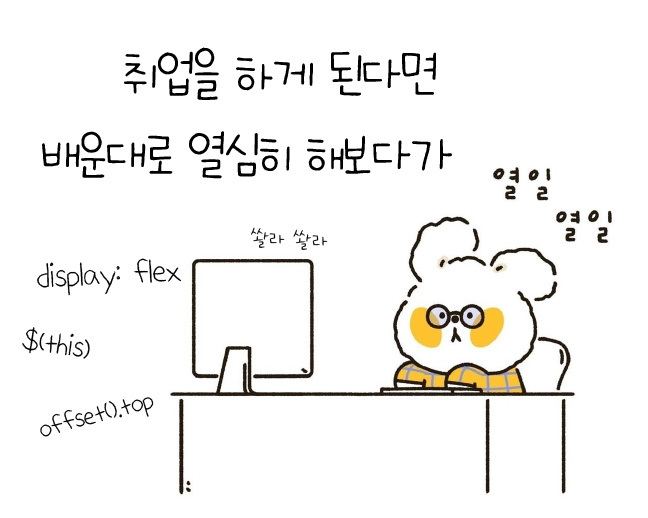 취업을 하게 된다면
배운대로 열심히 해보다가
열일
열일
쏼라 쏼라
display: flex
$(this)
offset().top